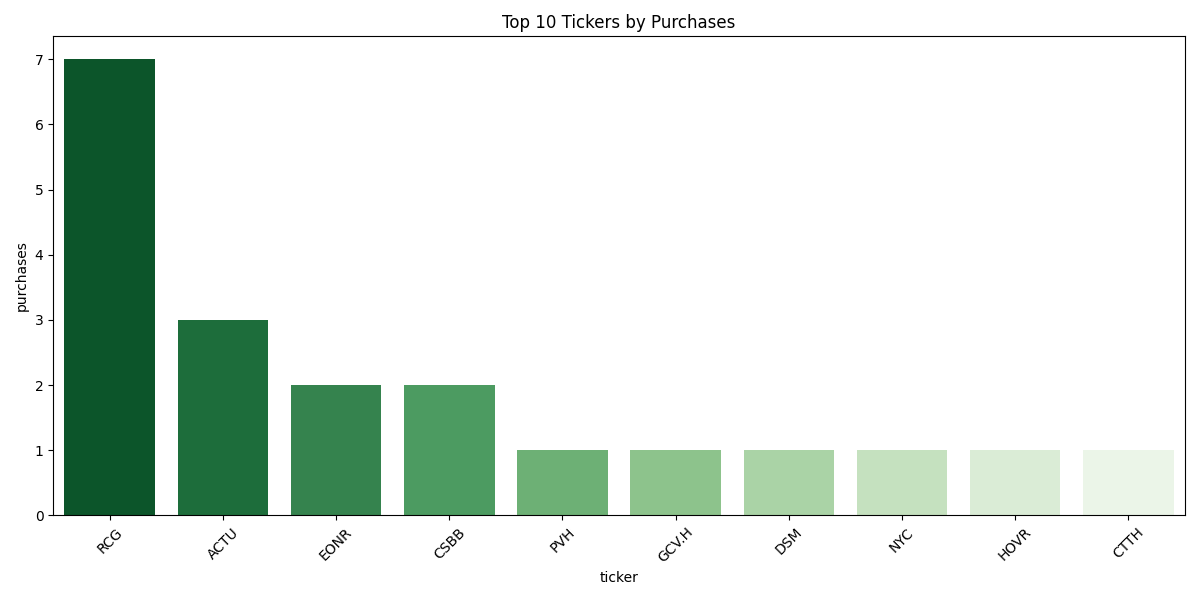 Top 10 Tickers by Purchases
purchases
7
6
5
4
3
2
1
0
RCG ACTU EONR CSBB PVH GCV.H DSM NYC HOVR CTTH
ticker